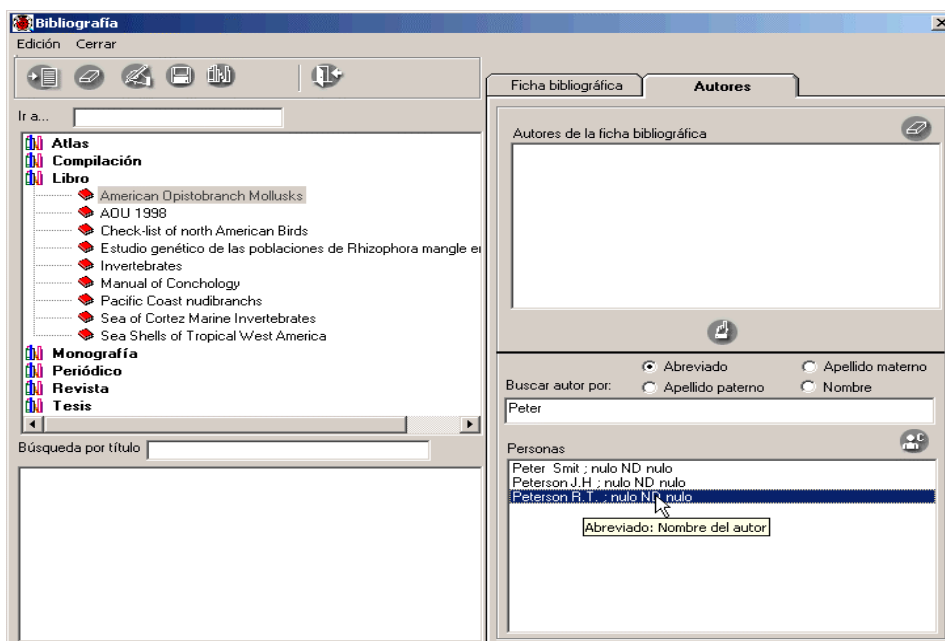 Bibliografía
Edición Cerrar
Ir a...
Atlas
Compilación
Libro
American Opistobranch Mollusks
AOU 1998
Check-list of north American Birds
Estudio genético de las poblaciones de Rhizophora mangle en
Invertebrates
Manual of Conchology
Pacific Coast nudibranchs
Sea of Cortez Marine Invertebrates
Sea Shells of Tropical West America
Monografía
Periódico
Revista
Tesis
Búsqueda por título
Ficha bibliográfica
Autores
Autores de la ficha bibliográfica
Buscar autor por:
Abreviado
Apellido materno
Apellido paterno
Nombre
Peter
Personas
Peter Smit ; nulo ND nulo
Peterson J.H ; nulo ND nulo
Peterson R.T. ; nulo ND nulo
Abreviado: Nombre del autor